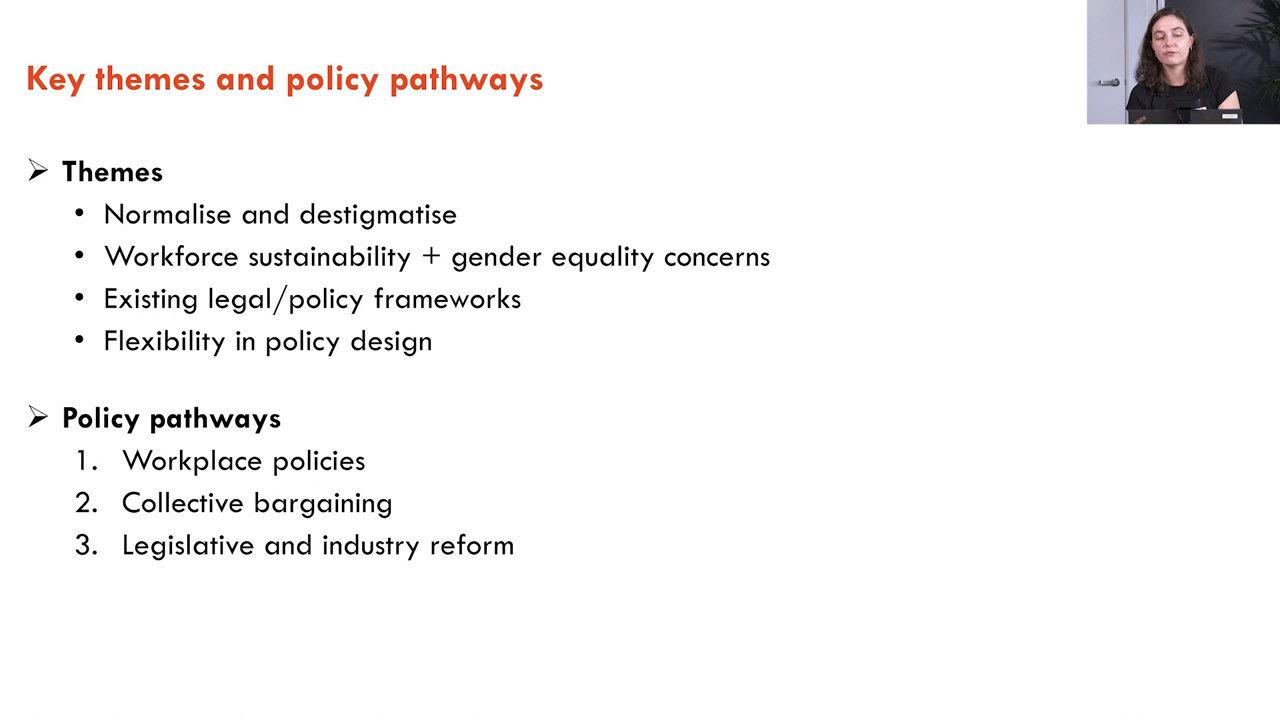 Key themes and policy pathways
Themes
• Normalise and destigmatise
• Workforce sustainability + gender equality concerns
• Existing legal/policy frameworks
• Flexibility in policy design
Policy pathways
1. Workplace policies
2. Collective bargaining
3. Legislative and industry reform